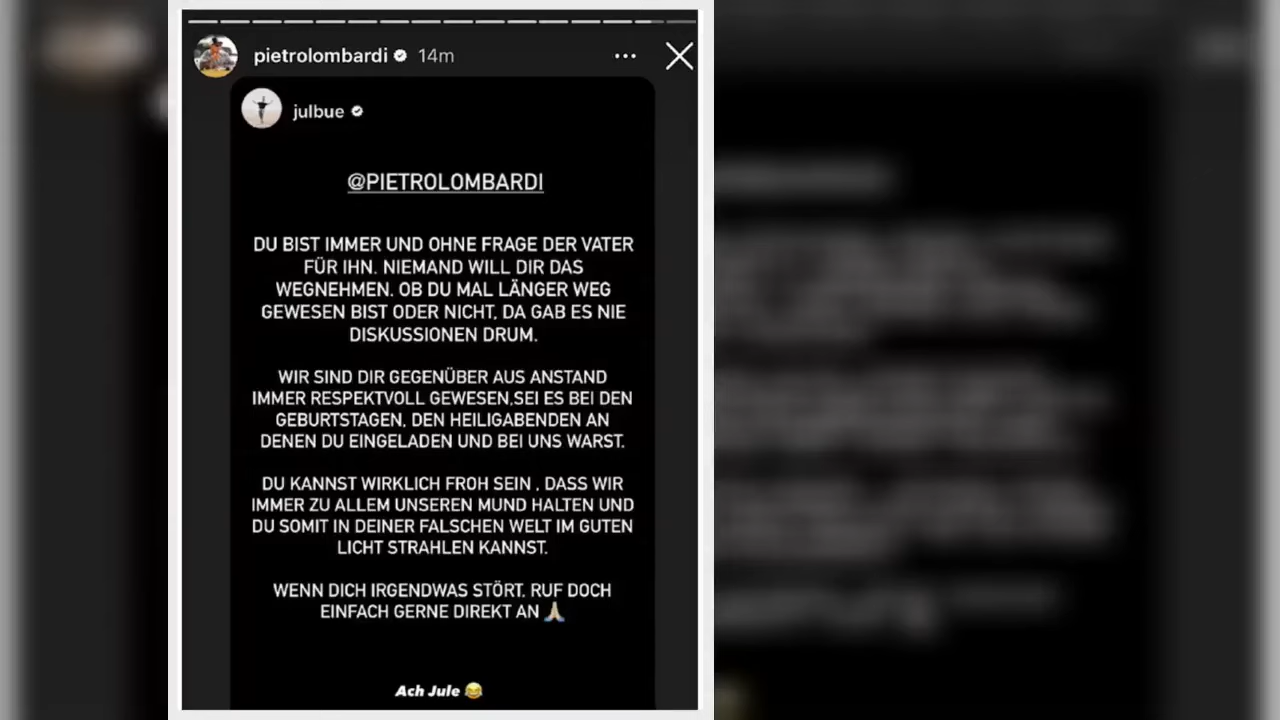 pietrolombardi 14m
julbue
@PIETROLOMBARDI
DU BIST IMMER UND OHNE FRAGE DER VATER
FÜR IHN. NIEMAND WILL DIR DAS
WEGNEHMEN. OB DU MAL LÄNGER WEG
GEWESEN BIST ODER NICHT, DA GAB ES NIE
DISKUSSIONEN DRUM.
WIR SIND DIR GEGENÜBER AUS ANSTAND
IMMER RESPEKTVOLL GEWESEN,SEI ES BEI DEN
GEBURTSTAGEN, DEN HEILIGABENDEN AN
DENEN DU EINGELADEN UND BEI UNS WARST.
DU KANNST WIRKLICH FROH SEIN , DASS WIR
IMMER ZU ALLEM UNSEREN MUND HALTEN UND
DU SOMIT IN DEINER FALSCHEN WELT IM GUTEN
LICHT STRAHLEN KANNST.
WENN DICH IRGENDWAS STÖRT, RUF DOCH
EINFACH GERNE DIREKT AN 🙏🏼
Ach Jule 😂